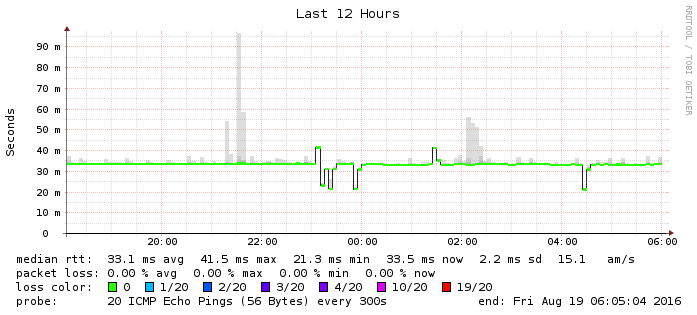 Last 12 Hours
RRDTOOL / TOBI OETIKER
Seconds
90 m
80 m
70 m
60 m
50 m
40 m
30 m
20 m
10 m
0
20:00 22:00 00:00 02:00 04:00 06:00
median rtt: 33.1 ms avg 41.5 ms max 21.3 ms min 33.5 ms now 2.2 ms sd 15.1 am/s
packet loss: 0.00 % avg 0.00 % max 0.00 % min 0.00 % now
loss color: 0 1/20 2/20 3/20 4/20 10/20 19/20
probe: 20 ICMP Echo Pings (56 Bytes) every 300s end: Fri Aug 19 06:05:04 2016